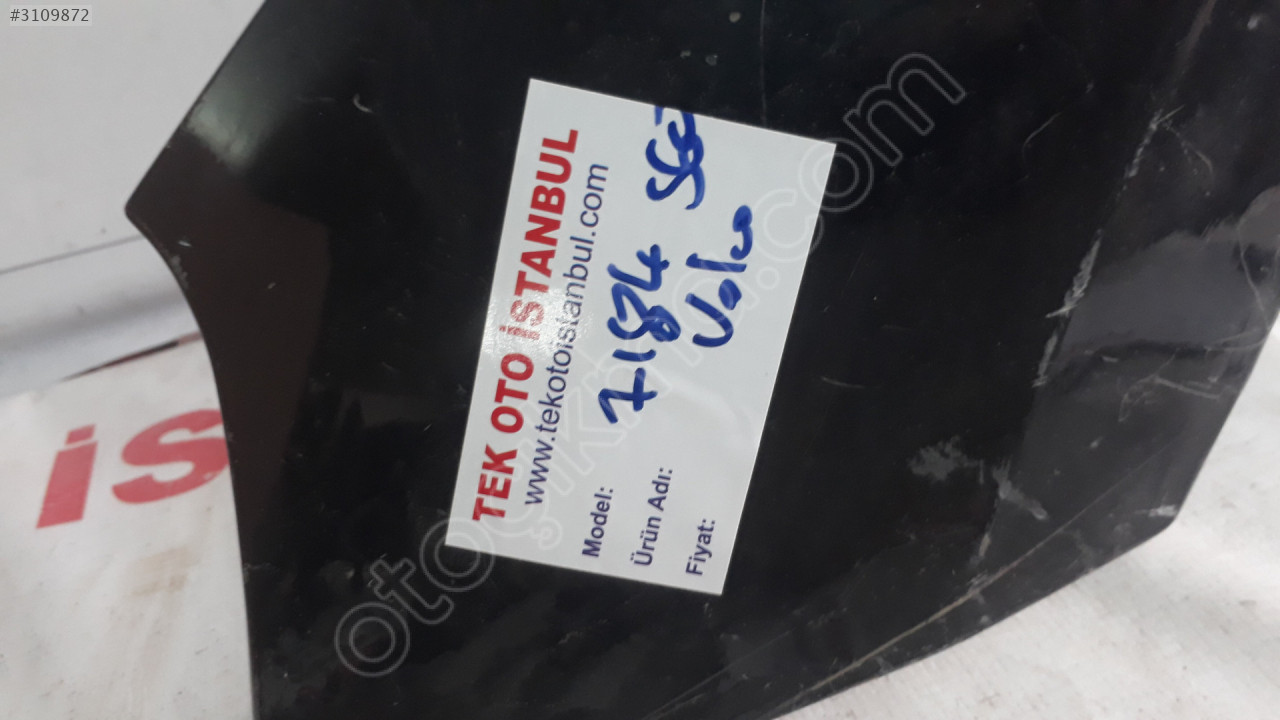 #3109872
TEK OTO İSTANBUL
www.tekotoistanbul.com
Model:
Ürün Adı:
Fiyat:
7184
otoçıkma.com
İS